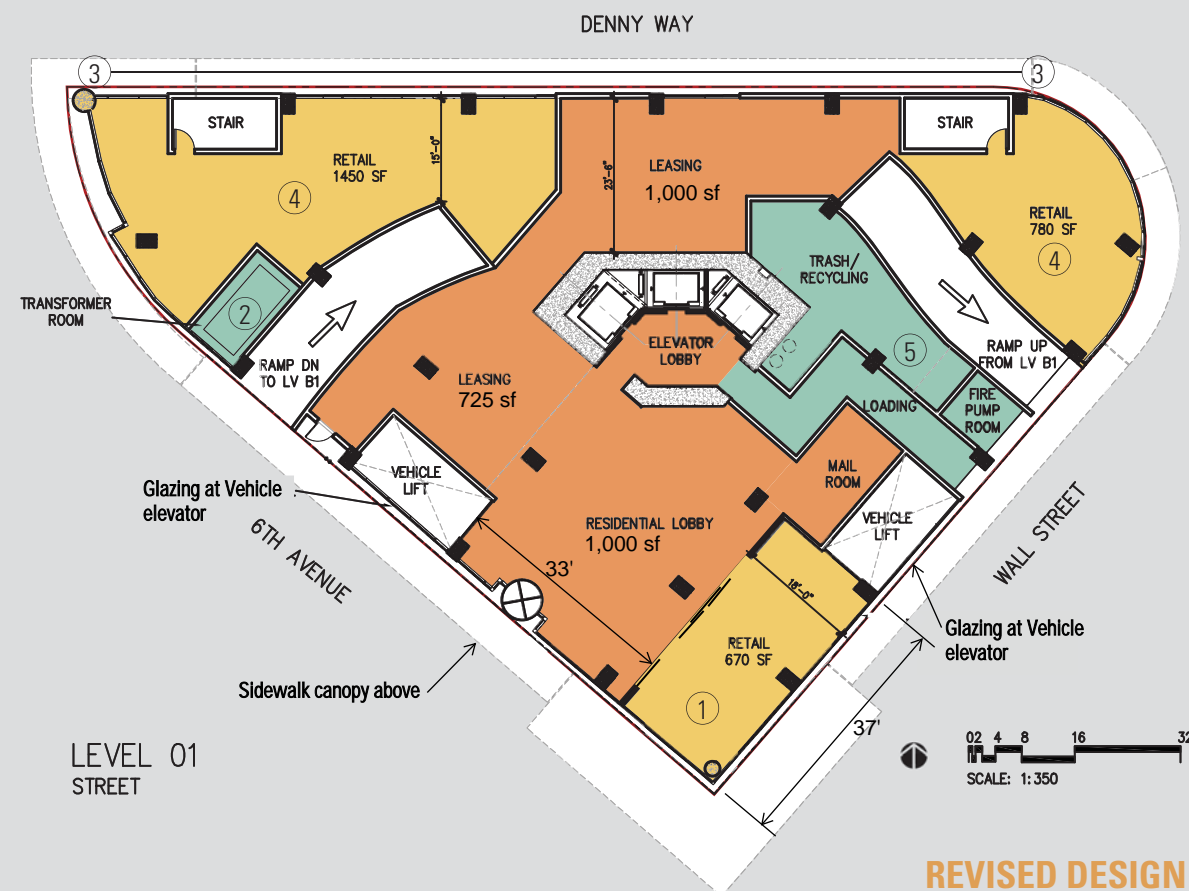 DENNY WAY
3
3
STAIR
STAIR
RETAIL
1450 SF
15'-0"
23'-6"
LEASING
1,000 sf
4
RETAIL
780 SF
4
TRASH/
RECYCLING
TRANSFORMER
ROOM
2
RAMP DN
TO LV B1
ELEVATOR
LOBBY
5
RAMP UP
FROM LV B1
LEASING
725 sf
LOADING
FIRE
PUMP
ROOM
VEHICLE
LIFT
MAIL
ROOM
Glazing at Vehicle
elevator
6TH AVENUE
RESIDENTIAL LOBBY
1,000 sf
VEHICLE
LIFT
WALL STREET
33'
18'-0"
Glazing at Vehicle
elevator
RETAIL
670 SF
Sidewalk canopy above
1
37'
LEVEL 01
STREET
02 4 8 16 32
SCALE: 1:350
REVISED DESIGN